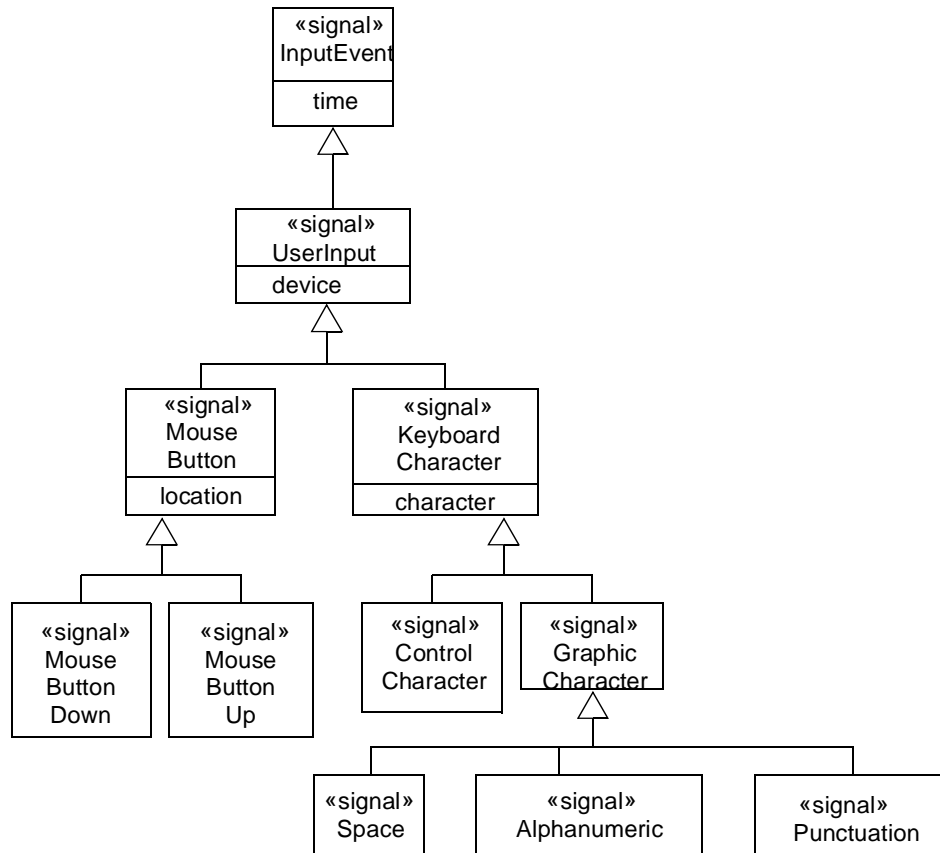 «signal»
InputEvent
time
«signal»
UserInput
device
«signal»
Mouse
Button
location
«signal»
Keyboard
Character
character
«signal»
Mouse
Button
Down
«signal»
Mouse
Button
Up
«signal»
Control
Character
«signal»
Graphic
Character
«signal»
Space
«signal»
Alphanumeric
«signal»
Punctuation